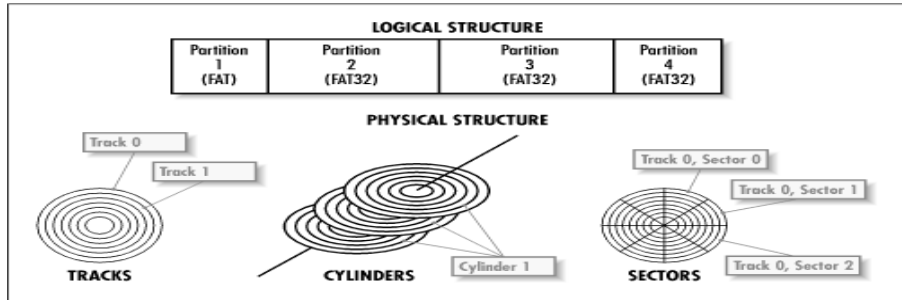 LOGICAL STRUCTURE
Partition
1
(FAT)
Partition
2
(FAT32)
Partition
3
(FAT32)
Partition
4
(FAT32)
PHYSICAL STRUCTURE
Track 0
Track 1
TRACKS
CYLINDERS
Cylinder 1
Track 0, Sector 0
Track 0, Sector 1
Track 0, Sector 2
SECTORS